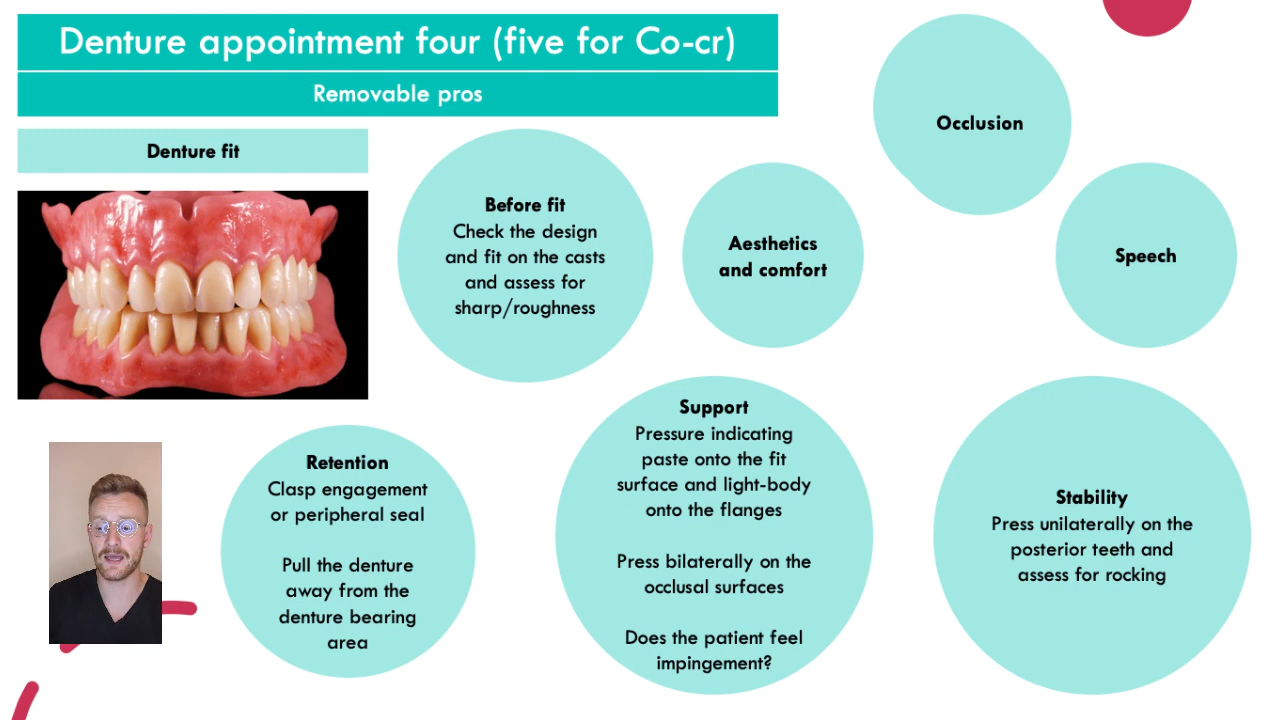 Denture appointment four (five for Co-cr)
Removable pros
Denture fit
Before fit
Check the design
and fit on the casts
and assess for
sharp/roughness
Aesthetics
and comfort
Occlusion
Speech
Retention
Clasp engagement
or peripheral seal
Pull the denture
away from the
denture bearing
area
Support
Pressure indicating
paste onto the fit
surface and light-body
onto the flanges
Press bilaterally on the
occlusal surfaces
Does the patient feel
impingement?
Stability
Press unilaterally on the
posterior teeth and
assess for rocking